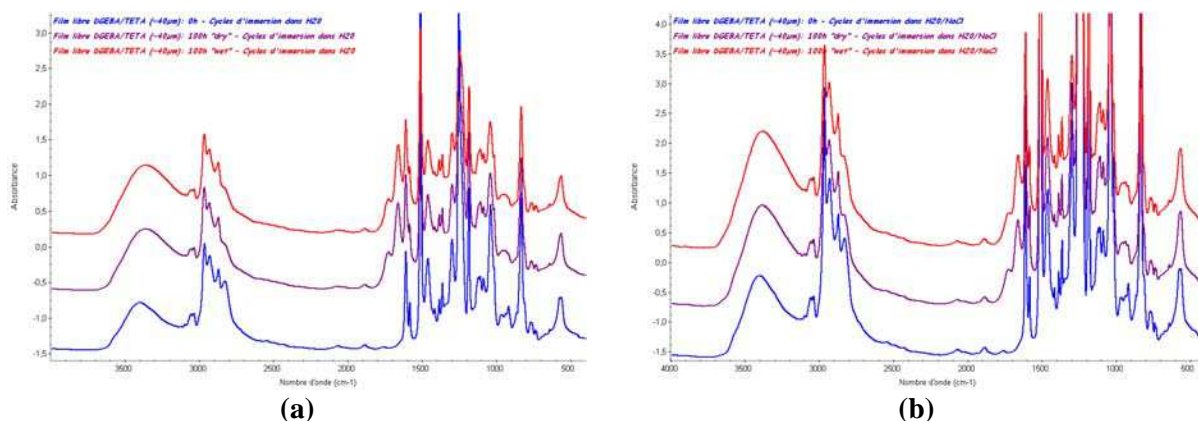 Film libre DGEBA/TETA (~40µm): 0h - Cycles d'immersion dans H20
Film libre DGEBA/TETA (~40µm): 100h "dry" - Cycles d'immersion dans H20
Film libre DGEBA/TETA (~40µm): 100h "wet" - Cycles d'immersion dans H20
3,0
2,5
2,0
1,5
1,0
0,5
0,0
-0,5
-1,0
-1,5
Absorbance
3500 3000 2500 2000 1500 1000 500
Nombre d'onde (cm-1)
(a)
Film libre DGEBA/TETA (~40µm): 0h - Cycles d'immersion dans H20/NaCl
Film libre DGEBA/TETA (~40µm): 100h "dry" - Cycles d'immersion dans H20/NaCl
Film libre DGEBA/TETA (~40µm): 100h "wet" - Cycles d'immersion dans H20/NaCl
4,0
3,5
3,0
2,5
2,0
1,5
1,0
0,5
0,0
-0,5
-1,0
-1,5
Absorbance
4000 3500 3000 2500 2000 1500 1000 500
Nombre d'onde (cm-1)
(b)